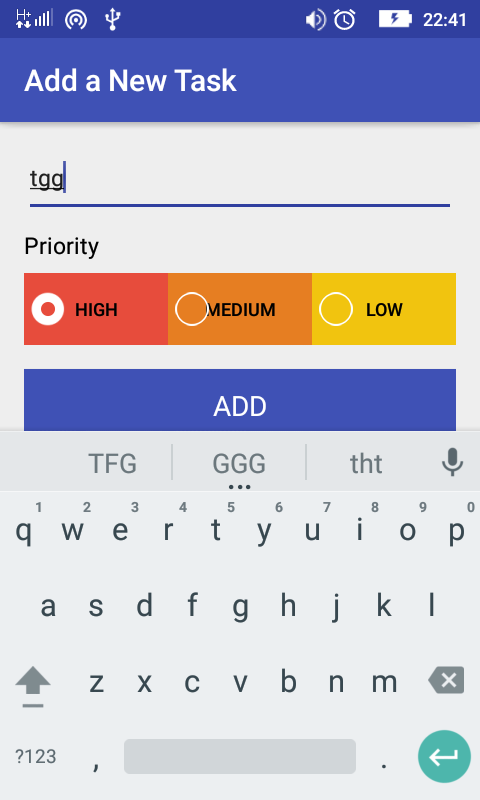 H+ 22:41
Add a New Task
tgg
Priority
HIGH MEDIUM LOW
ADD
TFG GGG tht
1 2 3 4 5 6 7 8 9 0
q w e r t y u i o p
a s d f g h j k l
z x c v b n m
?123 , .